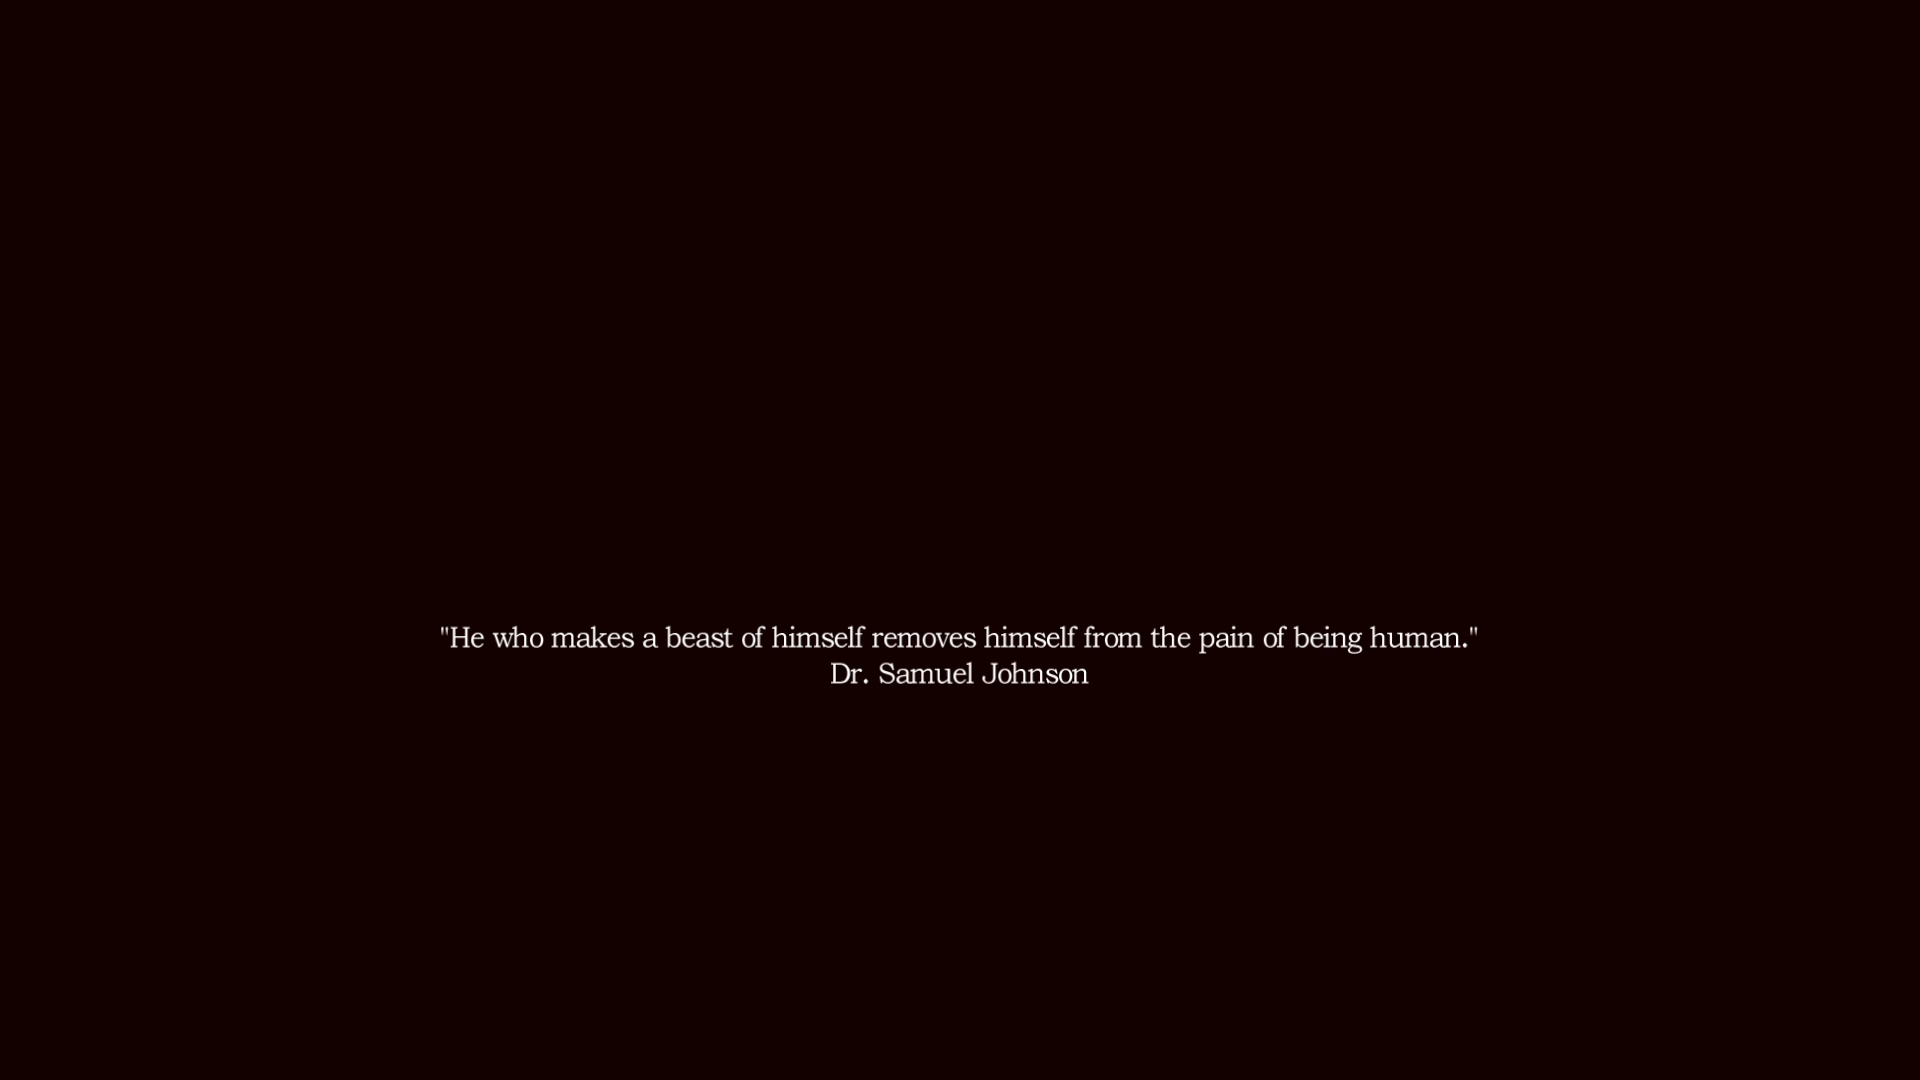 "He who makes a beast of himself removes himself from the pain of being human."
Dr. Samuel Johnson